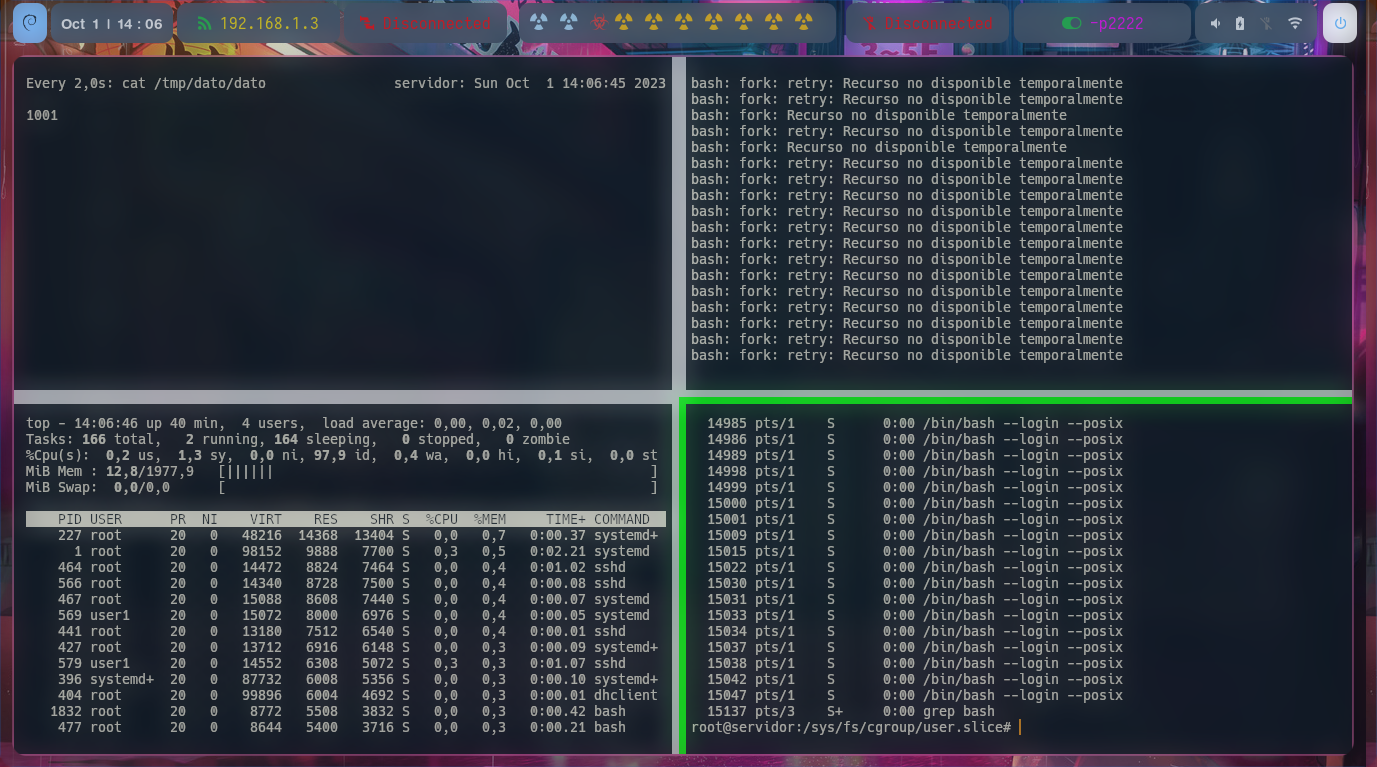 Oct 1 | 14:06
192.168.1.3
Disconnected
Disconnected
~p2222
3~5F
Every 2,0s: cat /tmp/dato/dato servidor: Sun Oct 1 14:06:45 2023
1001
bash: fork: retry: Recurso no disponible temporalmente
bash: fork: retry: Recurso no disponible temporalmente
bash: fork: Recurso no disponible temporalmente
bash: fork: retry: Recurso no disponible temporalmente
bash: fork: Recurso no disponible temporalmente
bash: fork: retry: Recurso no disponible temporalmente
bash: fork: retry: Recurso no disponible temporalmente
bash: fork: retry: Recurso no disponible temporalmente
bash: fork: retry: Recurso no disponible temporalmente
bash: fork: retry: Recurso no disponible temporalmente
bash: fork: retry: Recurso no disponible temporalmente
bash: fork: retry: Recurso no disponible temporalmente
bash: fork: retry: Recurso no disponible temporalmente
bash: fork: retry: Recurso no disponible temporalmente
bash: fork: retry: Recurso no disponible temporalmente
bash: fork: retry: Recurso no disponible temporalmente
bash: fork: retry: Recurso no disponible temporalmente
bash: fork: retry: Recurso no disponible temporalmente
top - 14:06:46 up 40 min, 4 users, load average: 0,00, 0,02, 0,00
Tasks: 166 total, 2 running, 164 sleeping, 0 stopped, 0 zombie
%Cpu(s): 0,2 us, 1,3 sy, 0,0 ni, 97,9 id, 0,4 wa, 0,0 hi, 0,1 si, 0,0 st
MiB Mem : 12,8/1977,9 [|||||| ]
MiB Swap: 0,0/0,0 [ ]
PID USER PR NI VIRT RES SHR S %CPU %MEM TIME+ COMMAND
227 root 20 0 48216 14368 13404 S 0,0 0,7 0:00.37 systemd+
1 root 20 0 98152 9888 7700 S 0,3 0,5 0:02.21 systemd
464 root 20 0 14472 8824 7464 S 0,0 0,4 0:01.02 sshd
566 root 20 0 14340 8728 7500 S 0,0 0,4 0:00.08 sshd
467 root 20 0 15088 8608 7440 S 0,0 0,4 0:00.07 systemd
569 user1 20 0 15072 8000 6976 S 0,0 0,4 0:00.05 systemd
441 root 20 0 13180 7512 6540 S 0,0 0,4 0:00.01 sshd
427 root 20 0 13712 6916 6148 S 0,0 0,3 0:00.09 systemd+
579 user1 20 0 14552 6308 5072 S 0,3 0,3 0:01.07 sshd
396 systemd+ 20 0 87732 6008 5356 S 0,0 0,3 0:00.10 systemd+
404 root 20 0 99896 6004 4692 S 0,0 0,3 0:00.01 dhclient
1832 root 20 0 8772 5508 3832 S 0,0 0,3 0:00.42 bash
477 root 20 0 8644 5400 3716 S 0,0 0,3 0:00.21 bash
14985 pts/1 S 0:00 /bin/bash --login --posix
14986 pts/1 S 0:00 /bin/bash --login --posix
14989 pts/1 S 0:00 /bin/bash --login --posix
14998 pts/1 S 0:00 /bin/bash --login --posix
14999 pts/1 S 0:00 /bin/bash --login --posix
15000 pts/1 S 0:00 /bin/bash --login --posix
15001 pts/1 S 0:00 /bin/bash --login --posix
15009 pts/1 S 0:00 /bin/bash --login --posix
15015 pts/1 S 0:00 /bin/bash --login --posix
15022 pts/1 S 0:00 /bin/bash --login --posix
15030 pts/1 S 0:00 /bin/bash --login --posix
15031 pts/1 S 0:00 /bin/bash --login --posix
15033 pts/1 S 0:00 /bin/bash --login --posix
15034 pts/1 S 0:00 /bin/bash --login --posix
15037 pts/1 S 0:00 /bin/bash --login --posix
15038 pts/1 S 0:00 /bin/bash --login --posix
15042 pts/1 S 0:00 /bin/bash --login --posix
15047 pts/1 S 0:00 /bin/bash --login --posix
15137 pts/3 S+ 0:00 grep bash
root@servidor:/sys/fs/cgroup/user.slice#